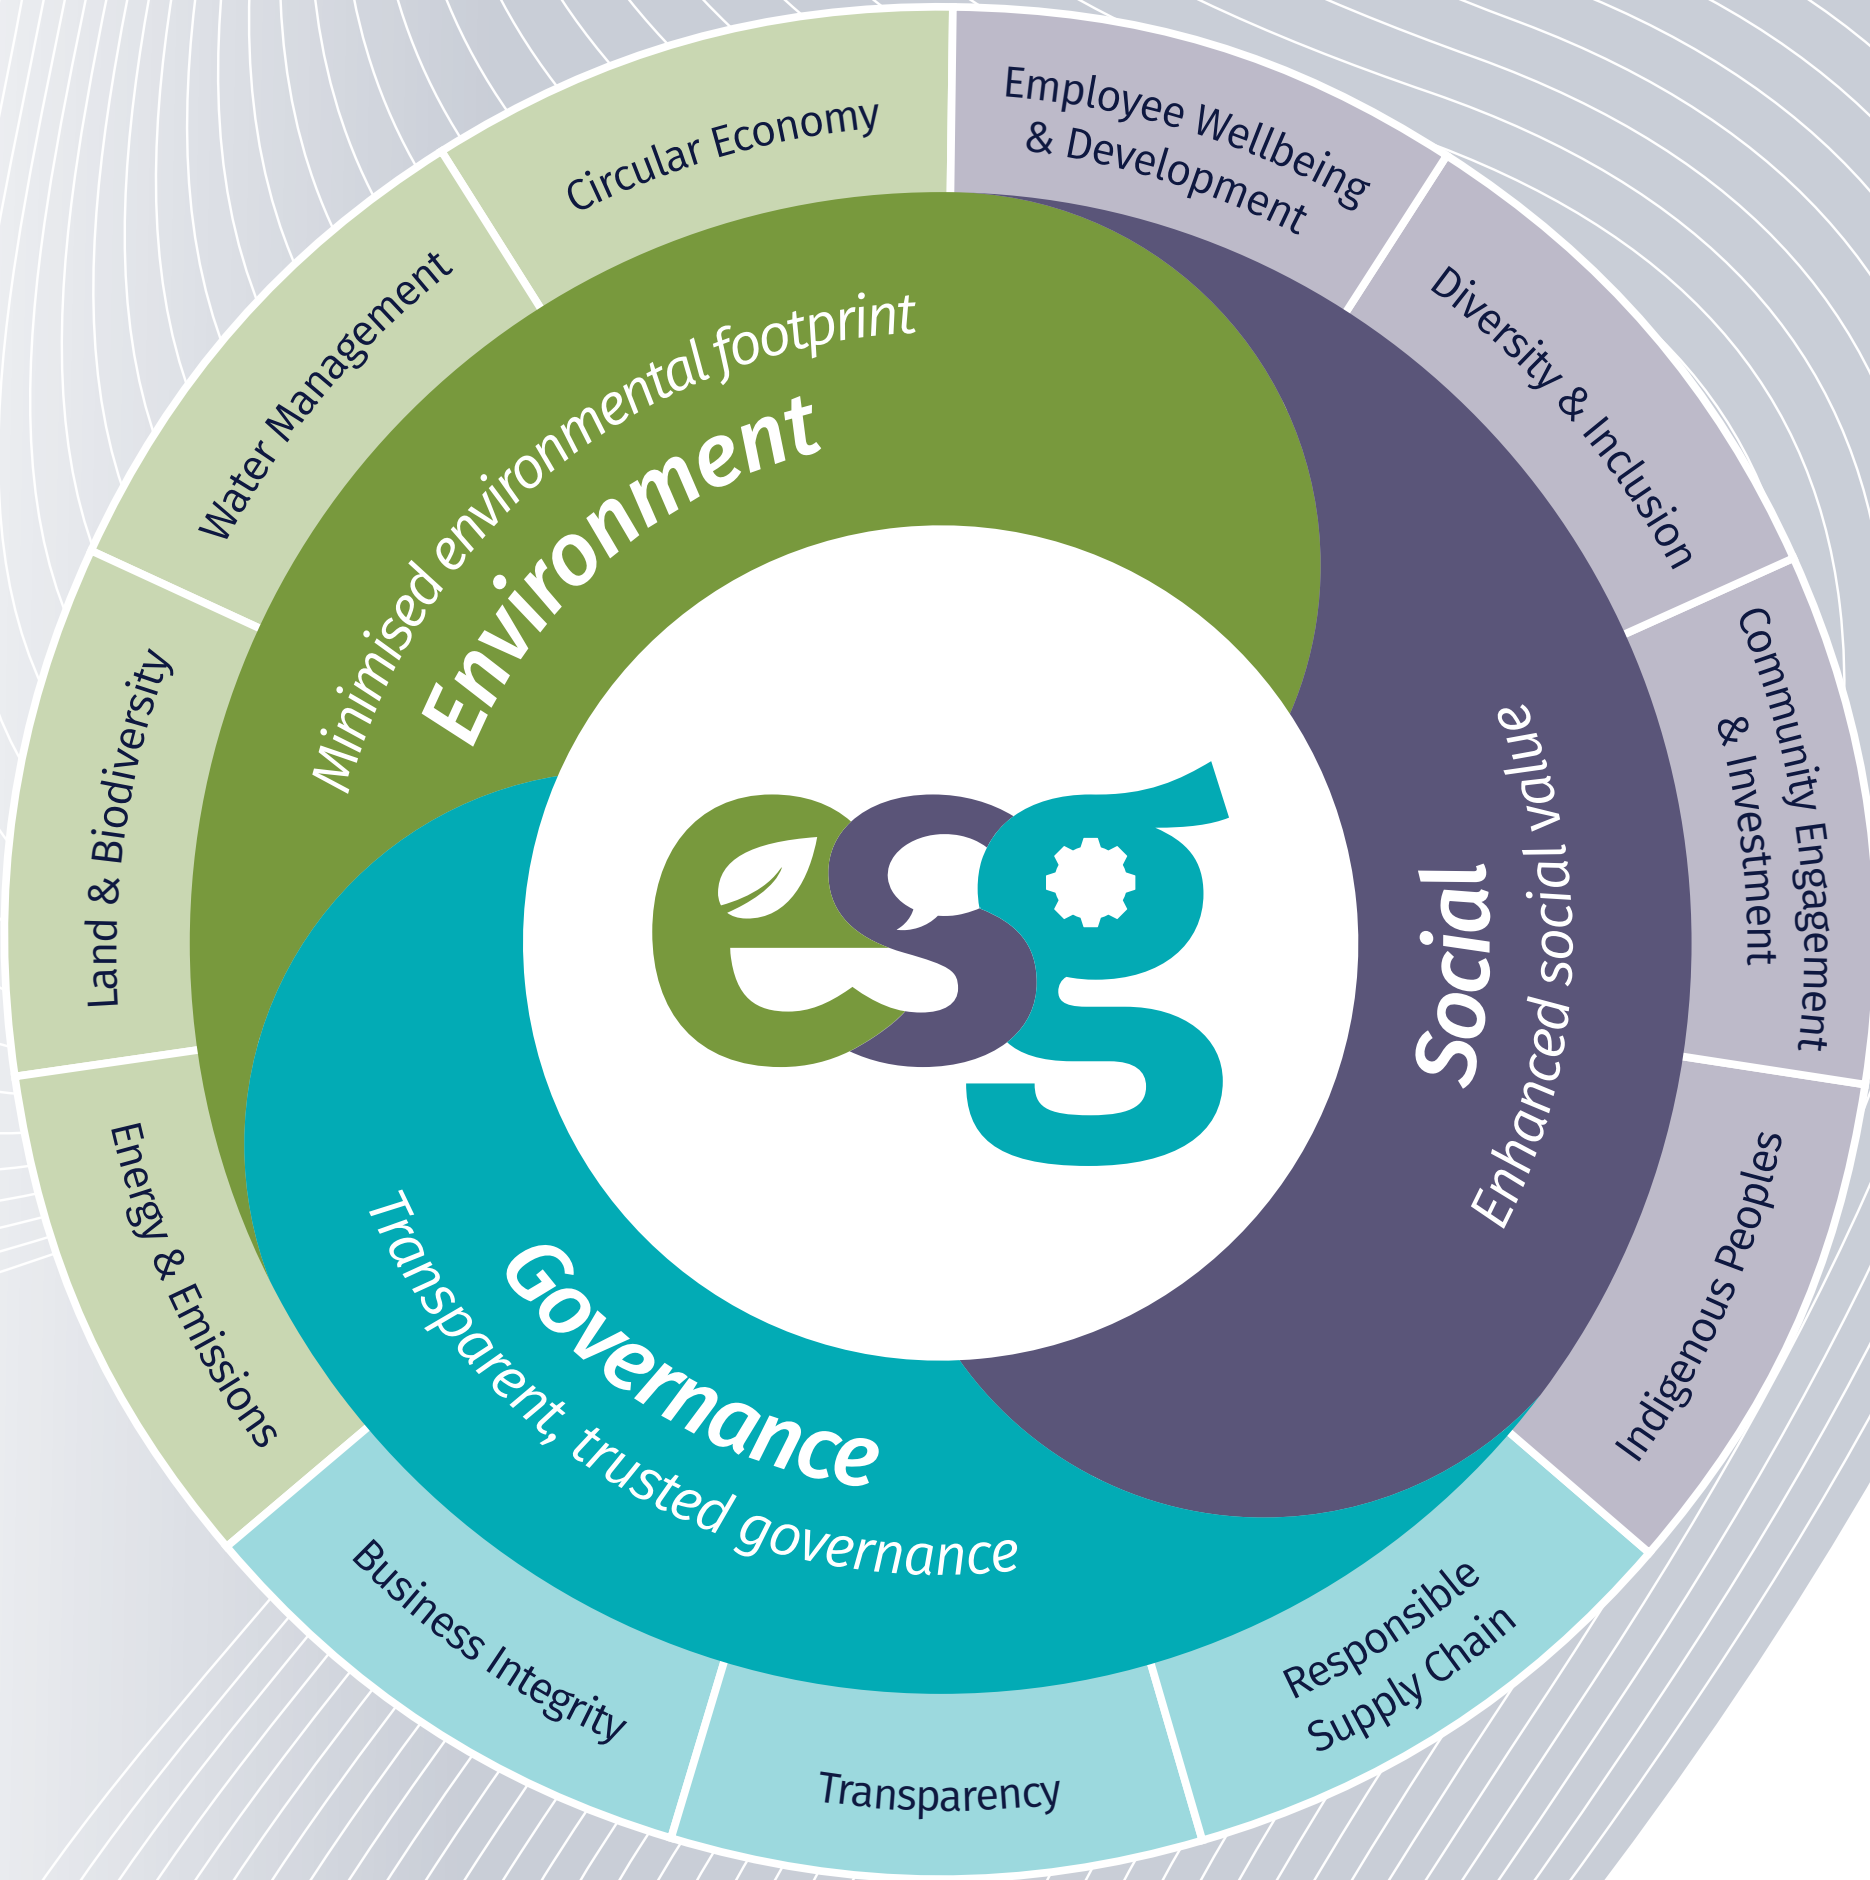 Circular Economy
Employee Wellbeing
& Development
Diversity & Inclusion
Community Engagement
& Investment
Indigenous Peoples
Responsible
Supply Chain
Transparency
Business Integrity
Energy & Emissions
Land & Biodiversity
Water Management
Minimised environmental footprint
Environment
Social
Enhanced social value
Governance
Transparent, trusted governance
esg